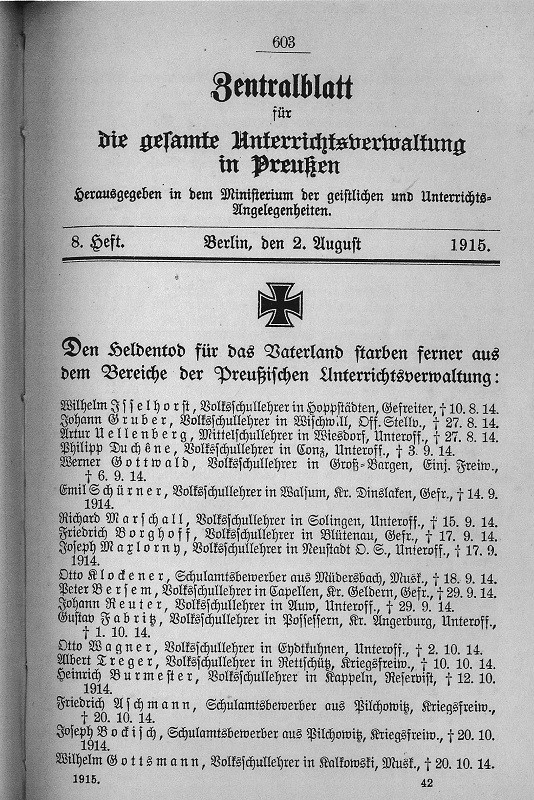 603
Zentralblatt
für
die gesamte Unterrichtsverwaltung
in Preußen
Herausgegeben in dem Ministerium der geistlichen und Unterrichts-
Angelegenheiten.
8. Heft. Berlin, den 2. August 1915.
Den Heldentod für das Vaterland starben ferner aus
dem Bereiche der Preußischen Unterrichtsverwaltung:
Wilhelm Isselhorst, Volksschullehrer in Hoppstädten, Gefreiter, † 10. 8. 14.
Johann Gruber, Volksschullehrer in Wischwill, Off. Stellv., † 27. 8. 14.
Artur Uellenberg, Mittelschullehrer in Wiesdorf, Unteroff., † 27. 8. 14.
Philipp Duchêne, Volksschullehrer in Conz, Unteroff., † 3. 9. 14.
Werner Gottwald, Volksschullehrer in Groß-Bargen, Einj. Freiw.,
† 6. 9. 14.
Emil Schürner, Volksschullehrer in Walsum, Kr. Dinslaken, Gefr., † 14. 9.
1914.
Richard Marschall, Volksschullehrer in Solingen, Unteroff., † 15. 9. 14.
Friedrich Borghoff, Volksschullehrer in Blütenau, Gefr., † 17. 9. 14.
Joseph Maxlorny, Volksschullehrer in Neustadt O. S., Unteroff., † 17. 9.
1914.
Otto Klockener, Schulamtsbewerber aus Müdersbach, Musk., † 18. 9. 14.
Peter Bersem, Volksschullehrer in Capellen, Kr. Geldern, Gefr., † 29. 9. 14.
Johann Reuter, Volksschullehrer in Auw, Unteroff., † 29. 9. 14.
Gustav Fabritz, Volksschullehrer in Possessern, Kr. Angerburg, Unteroff.,
† 1. 10. 14.
Otto Wagner, Volksschullehrer in Eydtkuhnen, Unteroff., † 2. 10. 14.
Albert Treger, Volksschullehrer in Rettschütz, Kriegsfreiw., † 10. 10. 14.
Heinrich Burmester, Volksschullehrer in Kappeln, Reservist, † 12. 10.
1914.
Friedrich Aschmann, Schulamtsbewerber aus Pilchowitz, Kriegsfreiw.,
† 20. 10. 14.
Joseph Bockisch, Schulamtsbewerber aus Pilchowitz, Kriegsfreiw., † 20. 10.
1914.
Wilhelm Gottsmann, Volksschullehrer in Kalkowski, Musk., † 20. 10. 14.
1915. 42